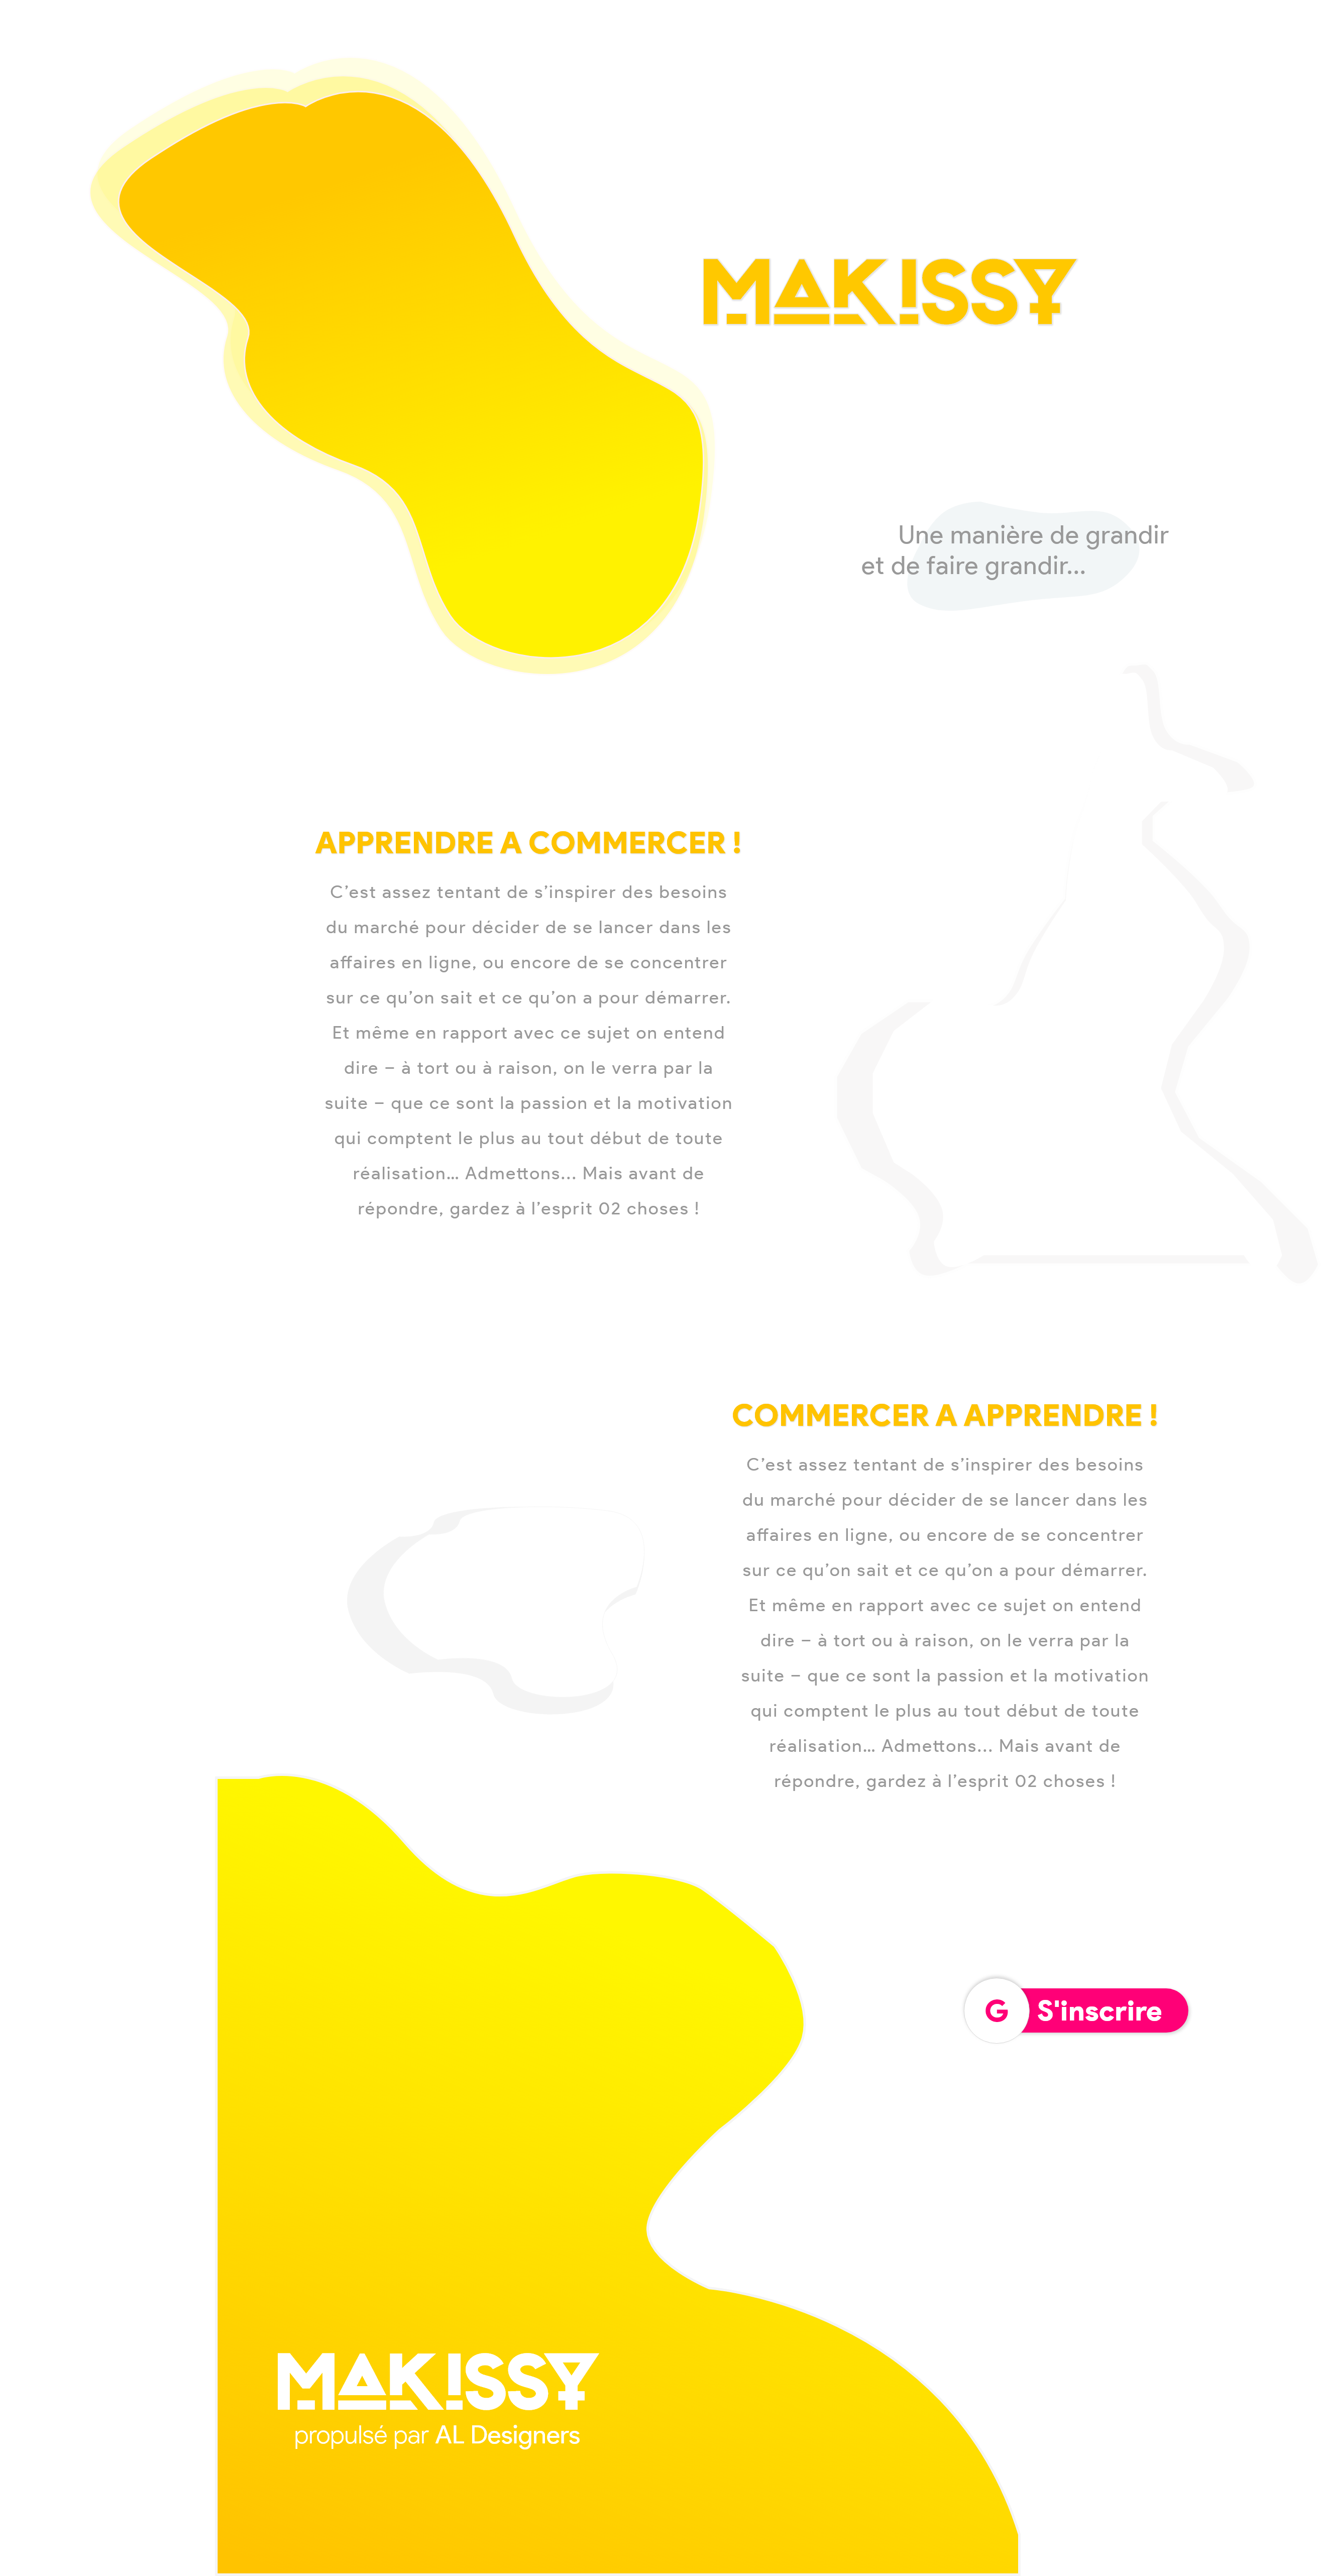 MAKISSY
Une manière de grandir
et de faire grandir...
APPRENDRE A COMMERCER !
C’est assez tentant de s’inspirer des besoins
du marché pour décider de se lancer dans les
affaires en ligne, ou encore de se concentrer
sur ce qu’on sait et ce qu’on a pour démarrer.
Et même en rapport avec ce sujet on entend
dire – à tort ou à raison, on le verra par la
suite – que ce sont la passion et la motivation
qui comptent le plus au tout début de toute
réalisation... Admettons... Mais avant de
répondre, gardez à l’esprit 02 choses !
COMMERCER A APPRENDRE !
C’est assez tentant de s’inspirer des besoins
du marché pour décider de se lancer dans les
affaires en ligne, ou encore de se concentrer
sur ce qu’on sait et ce qu’on a pour démarrer.
Et même en rapport avec ce sujet on entend
dire – à tort ou à raison, on le verra par la
suite – que ce sont la passion et la motivation
qui comptent le plus au tout début de toute
réalisation... Admettons... Mais avant de
répondre, gardez à l’esprit 02 choses !
G S'inscrire
MAKISSY
propulsé par AL Designers